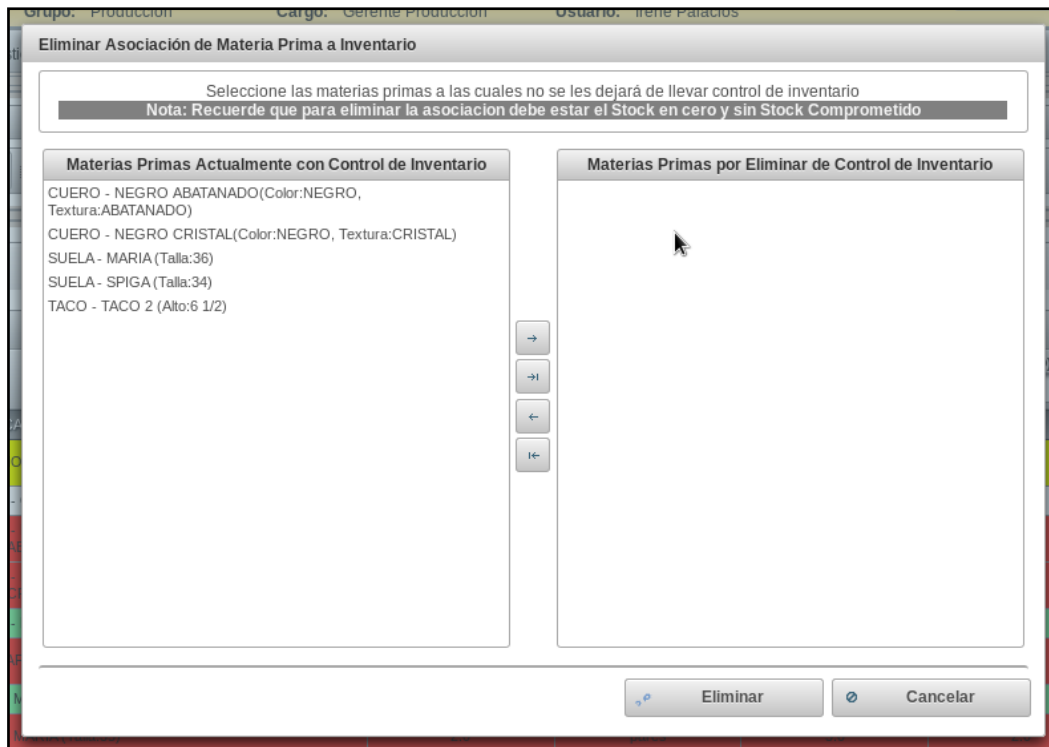 Grupo: Producción Cargo: Gerente Producción Usuario: Irene Palacios
Eliminar Asociación de Materia Prima a Inventario
Seleccione las materias primas a las cuales no se les dejará de llevar control de inventario
Nota: Recuerde que para eliminar la asociacion debe estar el Stock en cero y sin Stock Comprometido
Materias Primas Actualmente con Control de Inventario
CUERO - NEGRO ABATANADO(Color:NEGRO,
Textura:ABATANADO)
CUERO - NEGRO CRISTAL(Color:NEGRO, Textura:CRISTAL)
SUELA - MARIA (Talla:36)
SUELA - SPIGA (Talla:34)
TACO - TACO 2 (Alto:6 1/2)
Materias Primas por Eliminar de Control de Inventario
Eliminar
Cancelar